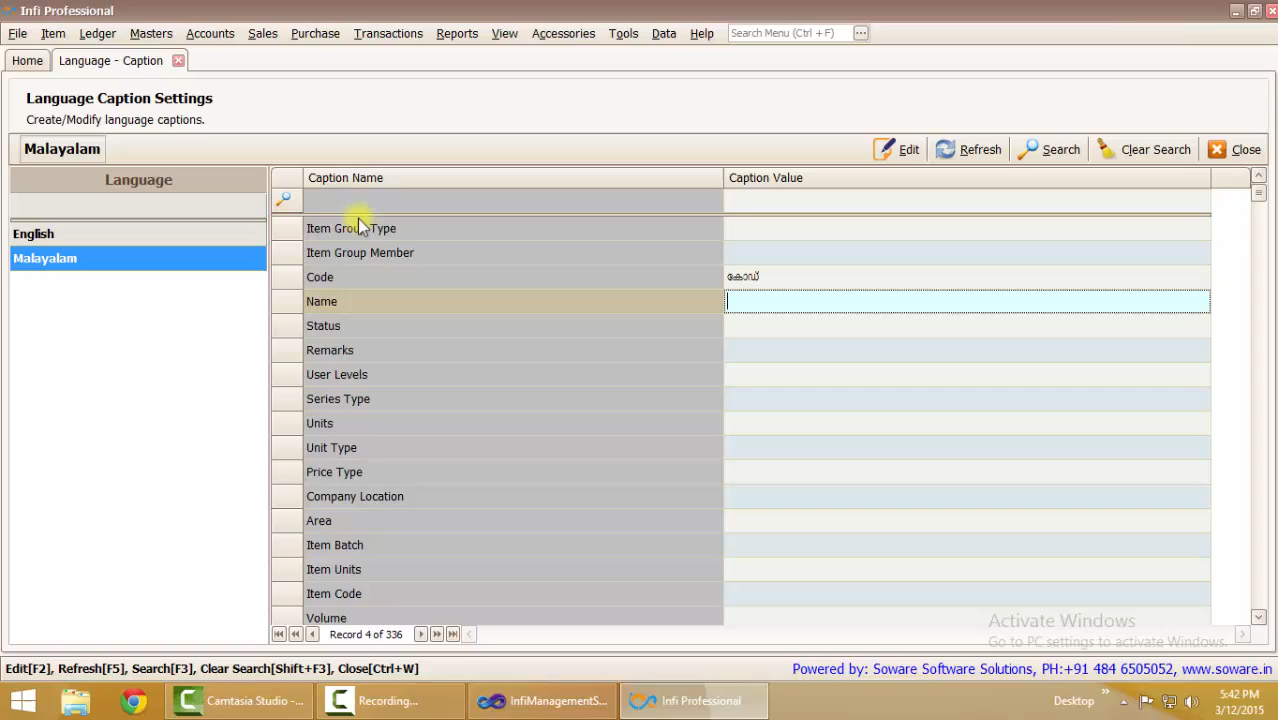 Infi Professional
File Item Ledger Masters Accounts Sales Purchase Transactions Reports View Accessories Tools Data Help Search Menu (Ctrl + F) ...
Home Language - Caption
Language Caption Settings
Create/Modify language captions.
Malayalam Edit Refresh Search Clear Search Close
Language Caption Name Caption Value
Item Group Type
English
Item Group Member
Malayalam
Code കോഡ്
Name
Status
Remarks
User Levels
Series Type
Units
Unit Type
Price Type
Company Location
Area
Item Batch
Item Units
Item Code
Volume
Record 4 of 336
Activate Windows
Go to PC settings to activate Windows.
Edit[F2], Refresh[F5], Search[F3], Clear Search[Shift+F3], Close[Ctrl+W] Powered by: Soware Software Solutions, PH:+91 484 6505052, www.soware.in
Camtasia Studio -... Recording... InfiManagementS... Infi Professional Desktop 5:42 PM
3/12/2015